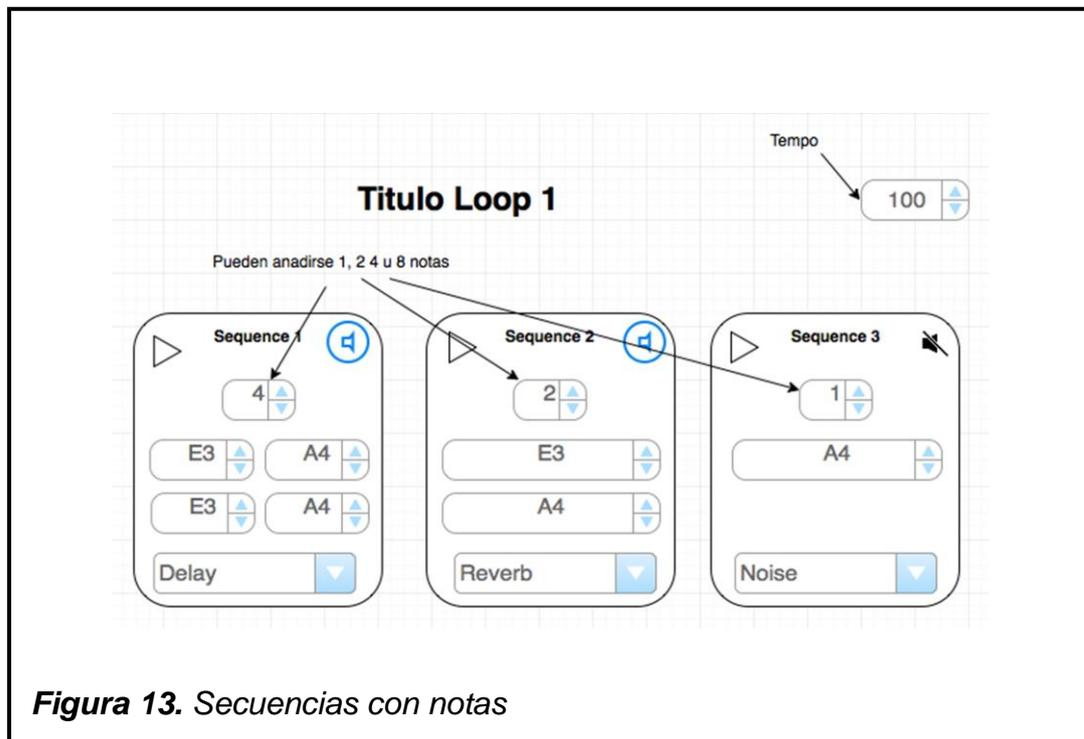 Tempo
100
Titulo Loop 1
Pueden anadirse 1, 2 4 u 8 notas
Sequence 1
4
E3 A4
E3 A4
Delay
Sequence 2
2
E3
A4
Reverb
Sequence 3
1
A4
Noise
Figura 13. Secuencias con notas